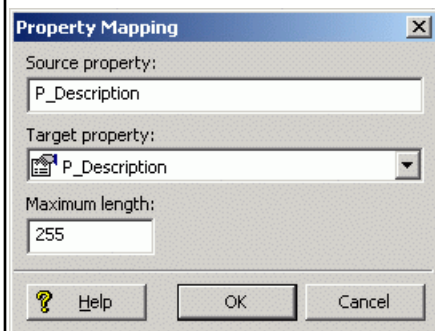 Property Mapping
Source property:
P_Description
Target property:
P_Description
Maximum length:
255
Help OK Cancel